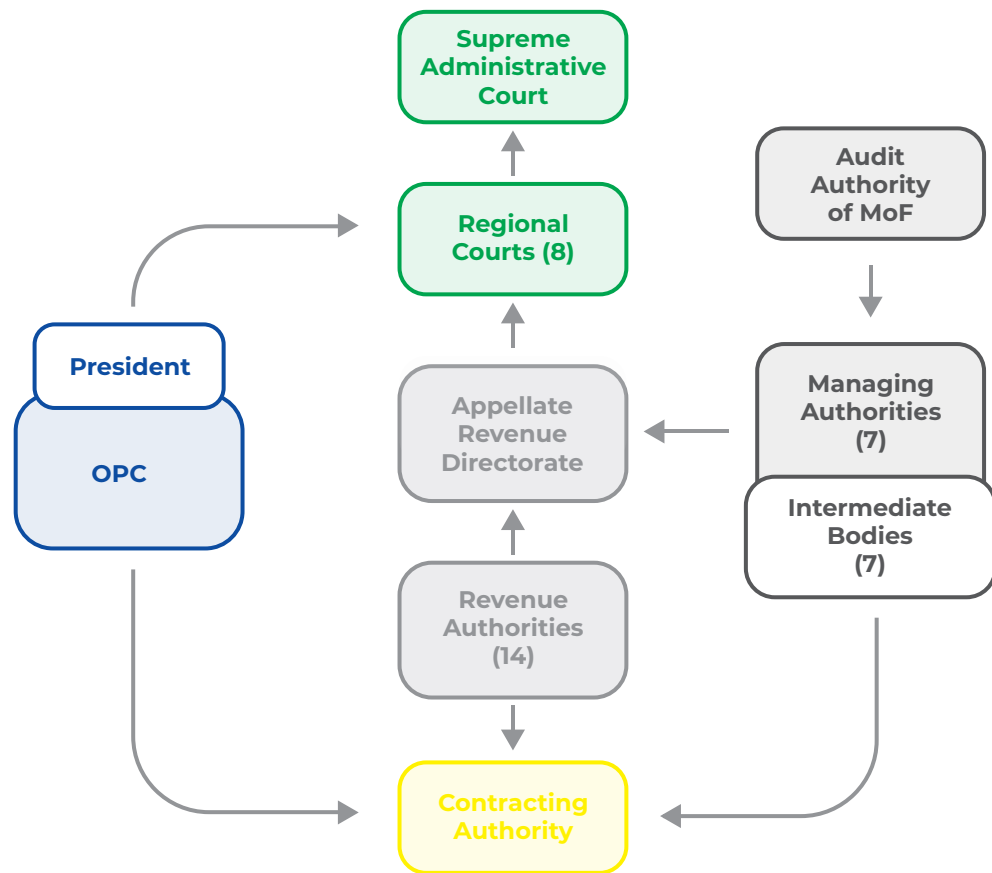 Supreme
Administrative
Court
Audit
Authority
of MoF
Regional
Courts (8)
President
OPC
Appellate
Revenue
Directorate
Managing
Authorities
(7)
Intermediate
Bodies
(7)
Revenue
Authorities
(14)
Contracting
Authority